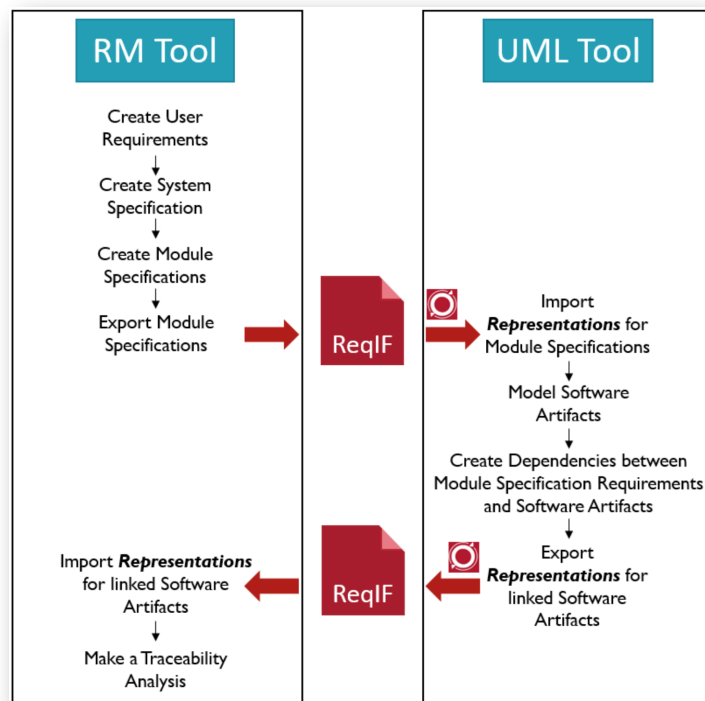 RM Tool
Create User
Requirements
Create System
Specification
Create Module
Specifications
Export Module
Specifications
ReqIF
UML Tool
Import
Representations for
Module Specifications
Model Software
Artifacts
Create Dependencies between
Module Specification Requirements
and Software Artifacts
Export
Representations for
linked Software
Artifacts
ReqIF
Import Representations
for linked Software
Artifacts
Make a Traceability
Analysis